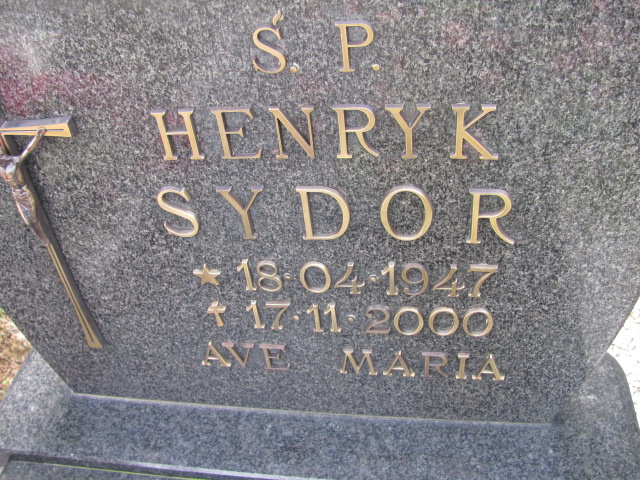 Ś. P.
HENRYK
SYDOR
★ 18·04·1947
✝ 17·11·2000
AVE MARIA